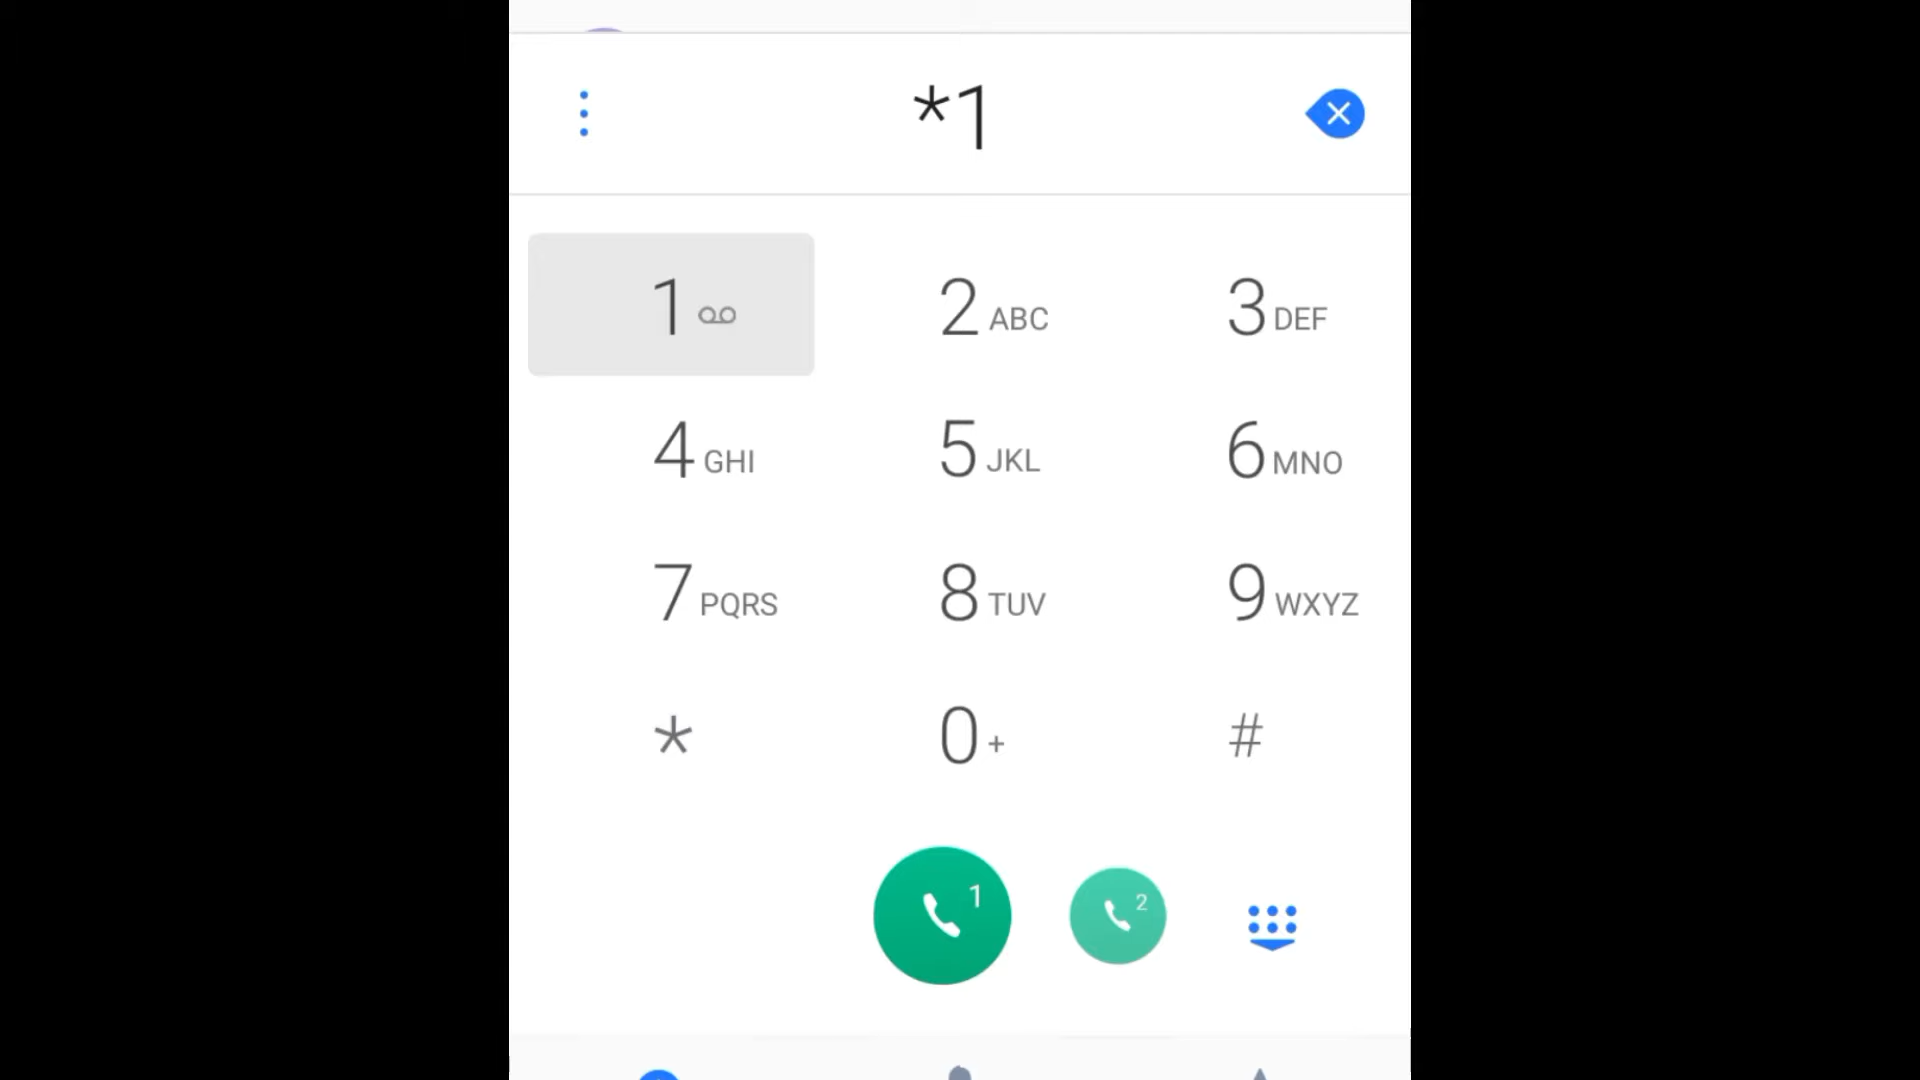 *1
1 2 ABC 3 DEF
4 GHI 5 JKL 6 MNO
7 PQRS 8 TUV 9 WXYZ
* 0 + #
1 2